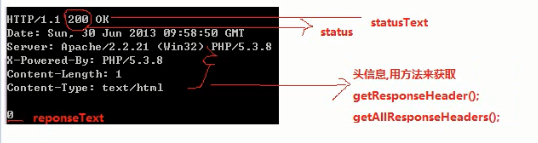 HTTP/1.1 200 OK
statusText
status
Date: Sun, 30 Jun 2013 09:58:50 GMT
Server: Apache/2.2.21 (Win32) PHP/5.3.8
X-Powered-By: PHP/5.3.8
Content-Length: 1
Content-Type: text/html
头信息,用方法来获取
getResponseHeader();
getAllResponseHeaders();
0
reponseText